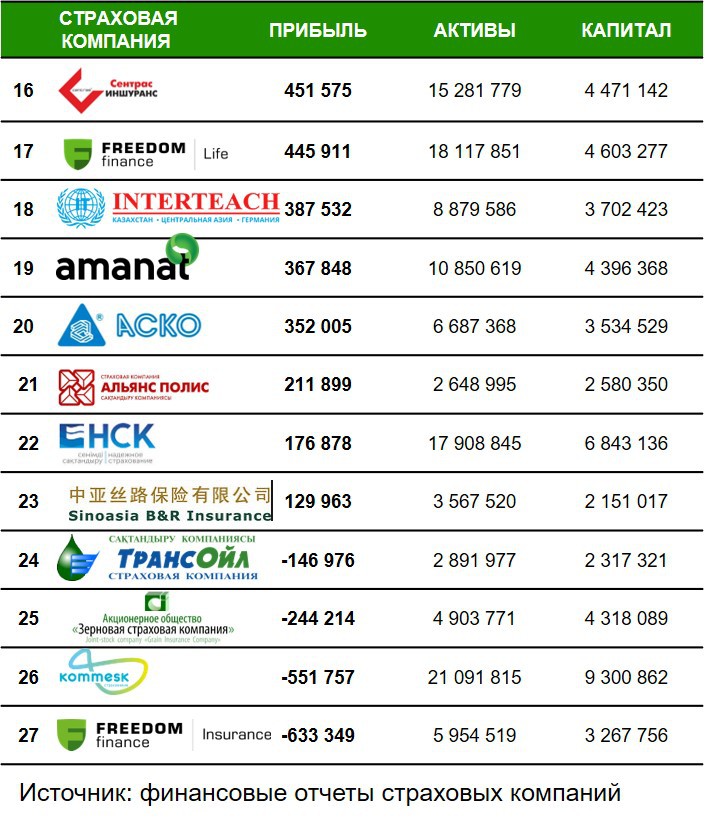 СТРАХОВАЯ КОМПАНИЯ ПРИБЫЛЬ АКТИВЫ КАПИТАЛ
16 Сентрас ИНШУРАНС 451 575 15 281 779 4 471 142
17 FREEDOM finance Life 445 911 18 117 851 4 603 277
18 INTERTEACH КАЗАХСТАН • ЦЕНТРАЛЬНАЯ АЗИЯ • ГЕРМАНИЯ 387 532 8 879 586 3 702 423
19 amanat 367 848 10 850 619 4 396 368
20 АСКО ® 352 005 6 687 368 3 534 529
21 СТРАХОВАЯ КОМПАНИЯ АЛЬЯНС ПОЛИС САҚТАНДЫРУ КОМПАНИЯСЫ 211 899 2 648 995 2 580 350
22 НСК сенімді сақтандыру надежное страхование 176 878 17 908 845 6 843 136
23 中亚丝路保险有限公司 Sinoasia B&R Insurance 129 963 3 567 520 2 151 017
24 САҚТАНДЫРУ КОМПАНИЯСЫ ТРАНСОЙЛ СТРАХОВАЯ КОМПАНИЯ -146 976 2 891 977 2 317 321
25 Акционерное общество «Зерновая страховая компания» Joint-stock company «Grain Insurance Company» -244 214 4 903 771 4 318 089
26 коммеsк -551 757 21 091 815 9 300 862
27 FREEDOM finance Insurance -633 349 5 954 519 3 267 756
Источник: финансовые отчеты страховых компаний